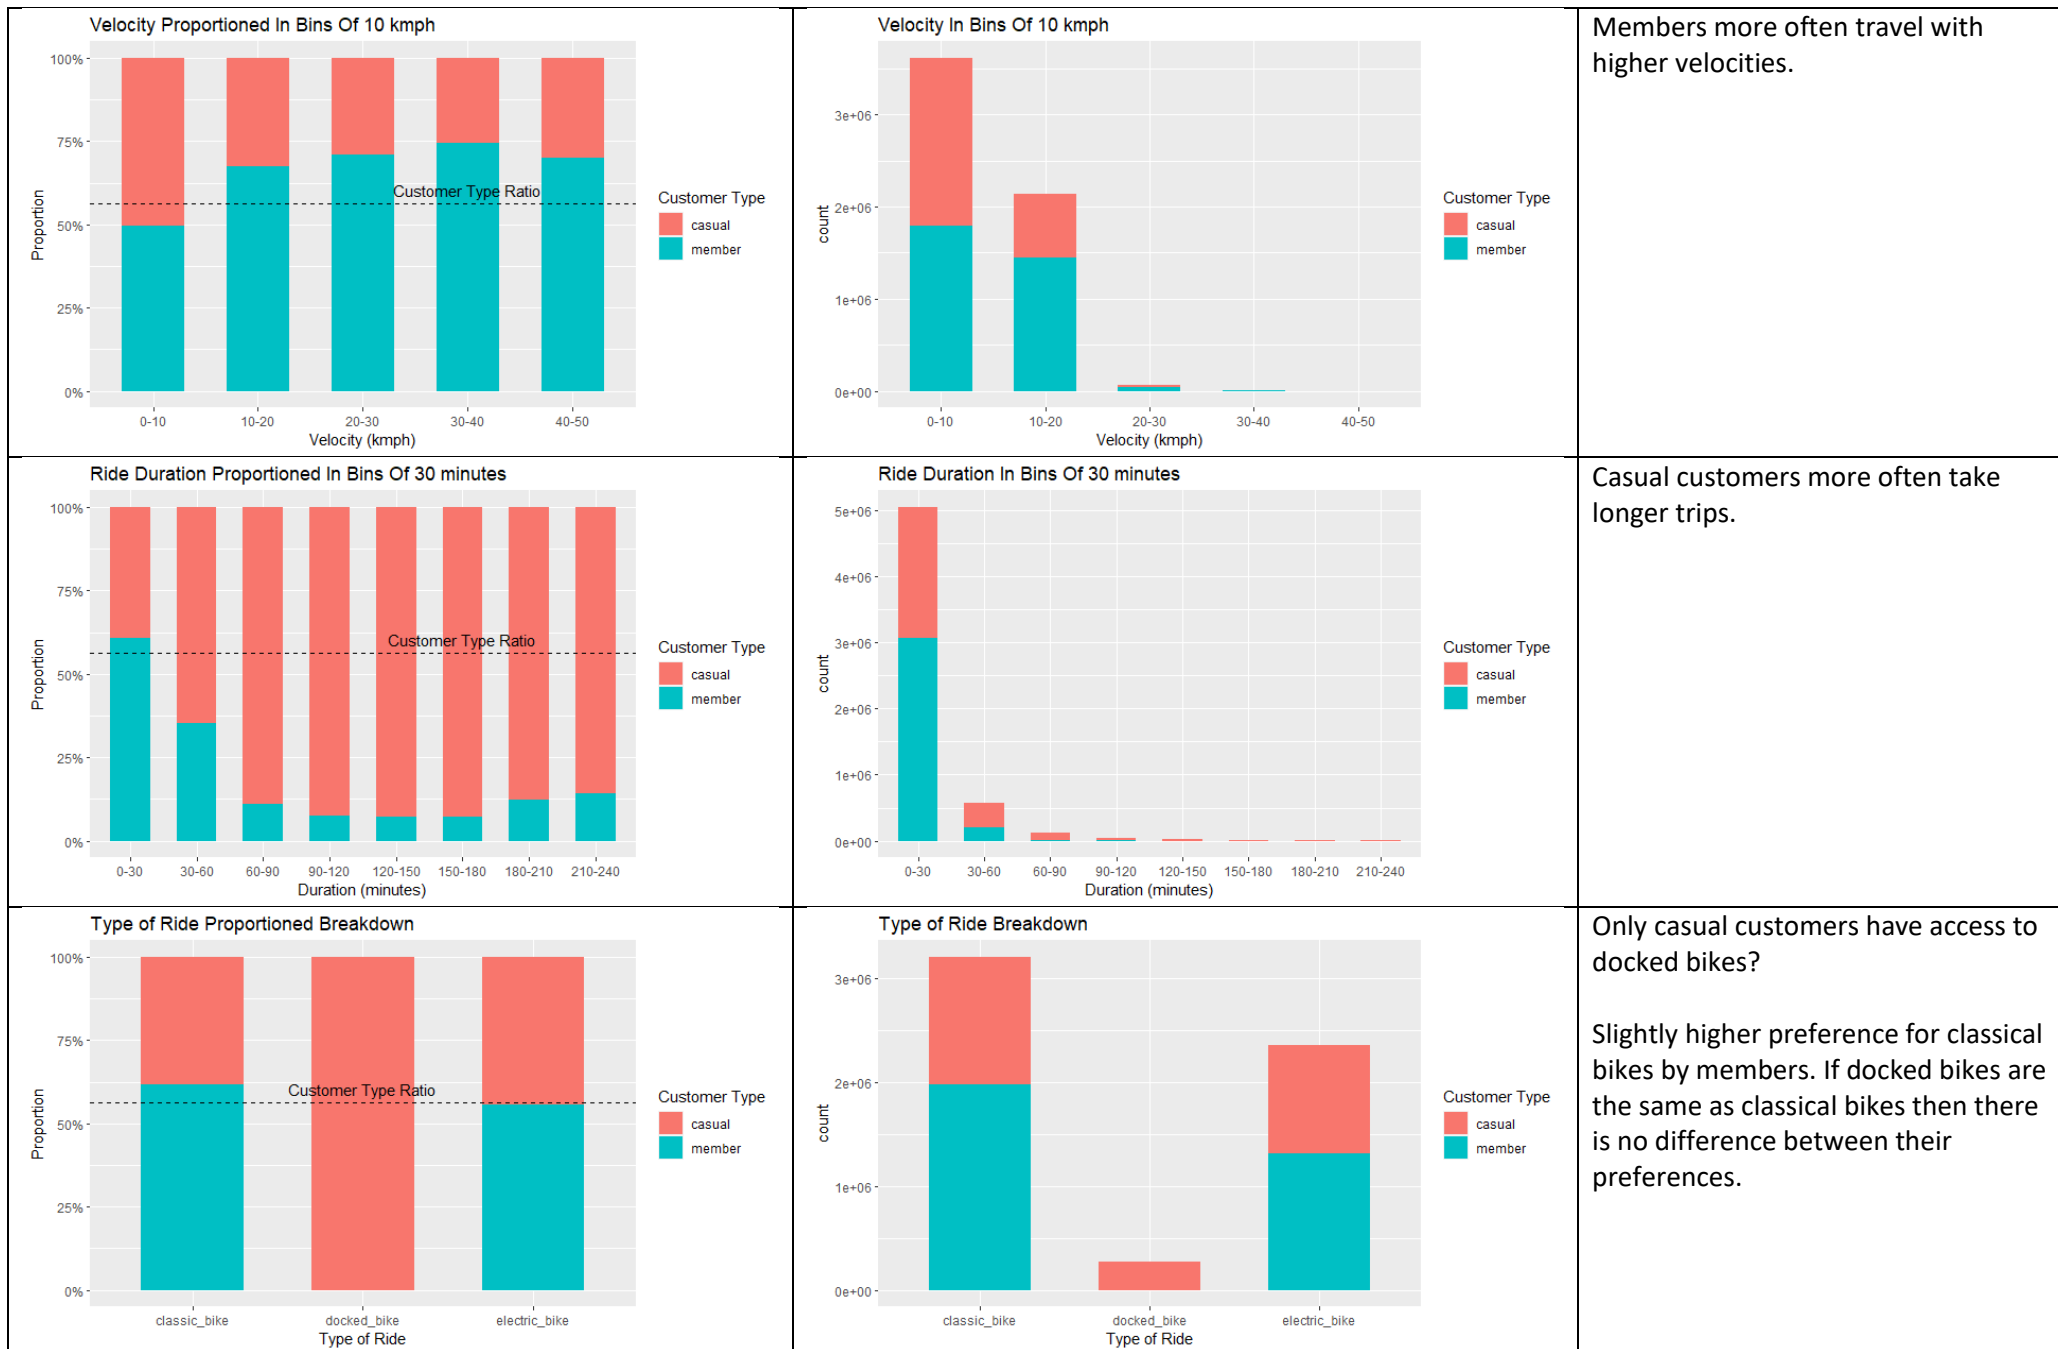 Velocity Proportioned In Bins Of 10 kmph
100%
75%
50%
25%
0%
Proportion
Customer Type Ratio
0-10
10-20
20-30
30-40
40-50
Velocity (kmph)
Customer Type
casual
member
Velocity In Bins Of 10 kmph
3e+06
2e+06
1e+06
0e+00
count
0-10
10-20
20-30
30-40
40-50
Velocity (kmph)
Customer Type
casual
member
Members more often travel with
higher velocities.
Ride Duration Proportioned In Bins Of 30 minutes
100%
75%
50%
25%
0%
Proportion
Customer Type Ratio
0-30
30-60
60-90
90-120
120-150
150-180
180-210
210-240
Duration (minutes)
Customer Type
casual
member
Ride Duration In Bins Of 30 minutes
5e+06
4e+06
3e+06
2e+06
1e+06
0e+00
count
0-30
30-60
60-90
90-120
120-150
150-180
180-210
210-240
Duration (minutes)
Customer Type
casual
member
Casual customers more often take
longer trips.
Type of Ride Proportioned Breakdown
100%
75%
50%
25%
0%
Proportion
Customer Type Ratio
classic_bike
docked_bike
electric_bike
Type of Ride
Customer Type
casual
member
Type of Ride Breakdown
3e+06
2e+06
1e+06
0e+00
count
classic_bike
docked_bike
electric_bike
Type of Ride
Customer Type
casual
member
Only casual customers have access to
docked bikes?
Slightly higher preference for classical
bikes by members. If docked bikes are
the same as classical bikes then there
is no difference between their
preferences.